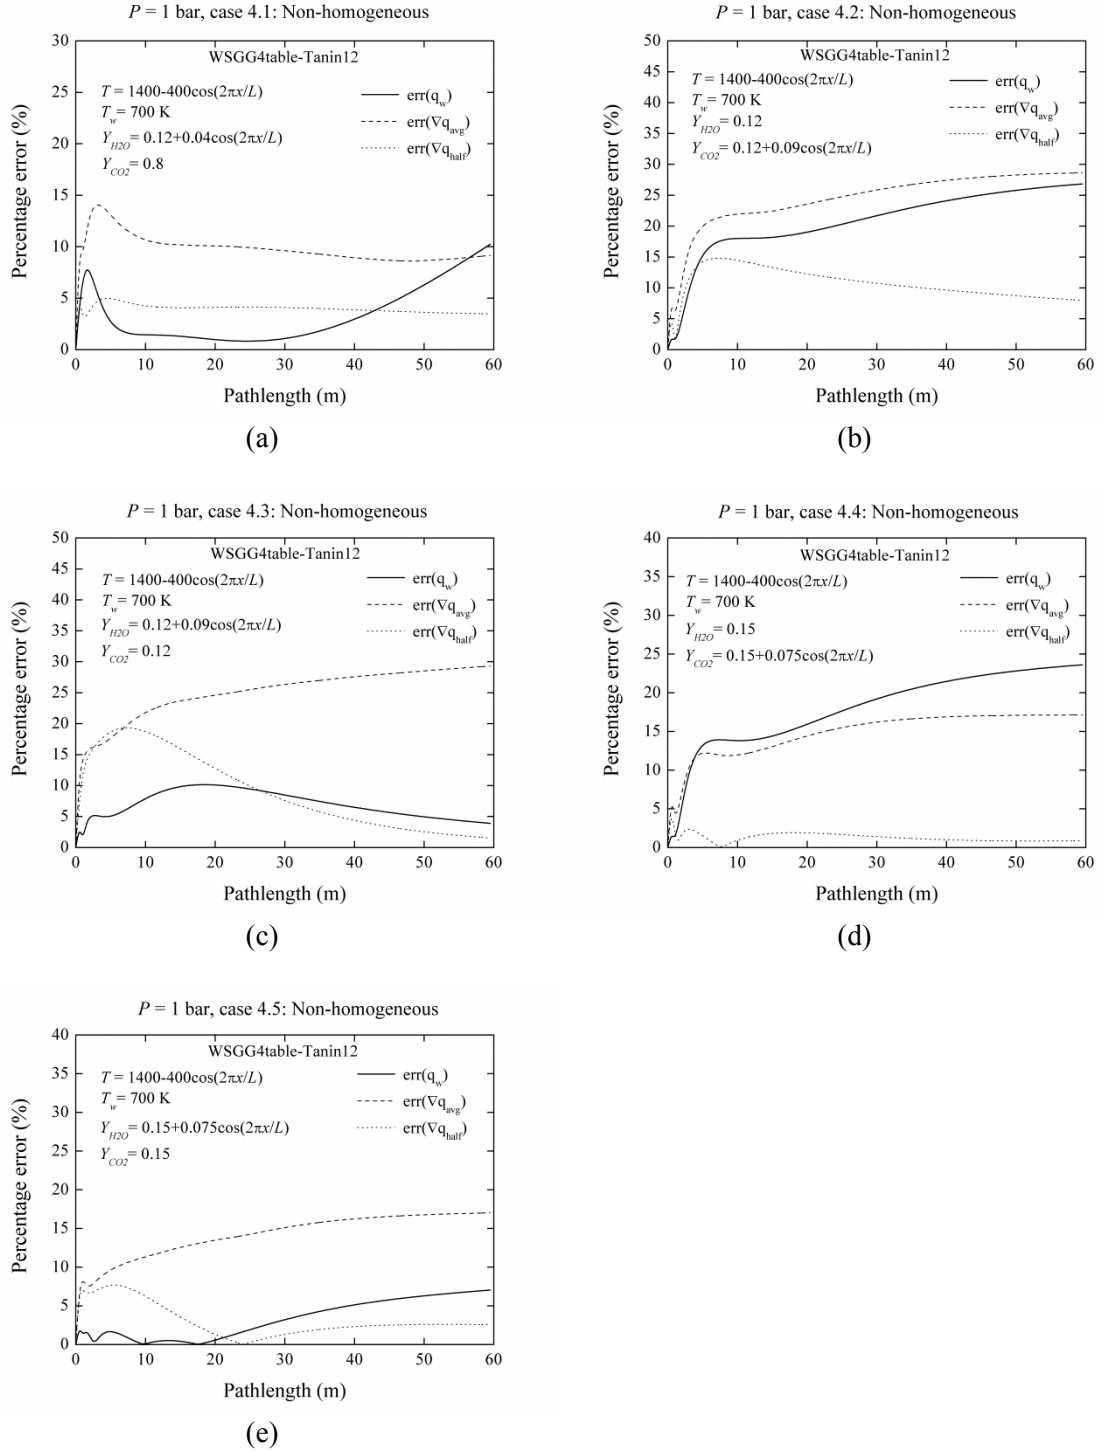 P = 1 bar, case 4.1: Non-homogeneous
WSGG4table-Tanin12
T = 1400-400cos(2πx/L)
T_w = 700 K
Y_H2O = 0.12+0.04cos(2πx/L)
Y_CO2 = 0.8
err(q_w)
err(∇q_avg)
err(∇q_half)
30
25
20
15
10
5
0
Percentage error (%)
0 10 20 30 40 50 60
Pathlength (m)
(a)
P = 1 bar, case 4.2: Non-homogeneous
WSGG4table-Tanin12
T = 1400-400cos(2πx/L)
T_w = 700 K
Y_H2O = 0.12
Y_CO2 = 0.12+0.09cos(2πx/L)
err(q_w)
err(∇q_avg)
err(∇q_half)
50
45
40
35
30
25
20
15
10
5
0
Percentage error (%)
0 10 20 30 40 50 60
Pathlength (m)
(b)
P = 1 bar, case 4.3: Non-homogeneous
WSGG4table-Tanin12
T = 1400-400cos(2πx/L)
T_w = 700 K
Y_H2O = 0.12+0.09cos(2πx/L)
Y_CO2 = 0.12
err(q_w)
err(∇q_avg)
err(∇q_half)
50
45
40
35
30
25
20
15
10
5
0
Percentage error (%)
0 10 20 30 40 50 60
Pathlength (m)
(c)
P = 1 bar, case 4.4: Non-homogeneous
WSGG4table-Tanin12
T = 1400-400cos(2πx/L)
T_w = 700 K
Y_H2O = 0.15
Y_CO2 = 0.15+0.075cos(2πx/L)
err(q_w)
err(∇q_avg)
err(∇q_half)
40
35
30
25
20
15
10
5
0
Percentage error (%)
0 10 20 30 40 50 60
Pathlength (m)
(d)
P = 1 bar, case 4.5: Non-homogeneous
WSGG4table-Tanin12
T = 1400-400cos(2πx/L)
T_w = 700 K
Y_H2O = 0.15+0.075cos(2πx/L)
Y_CO2 = 0.15
err(q_w)
err(∇q_avg)
err(∇q_half)
40
35
30
25
20
15
10
5
0
Percentage error (%)
0 10 20 30 40 50 60
Pathlength (m)
(e)